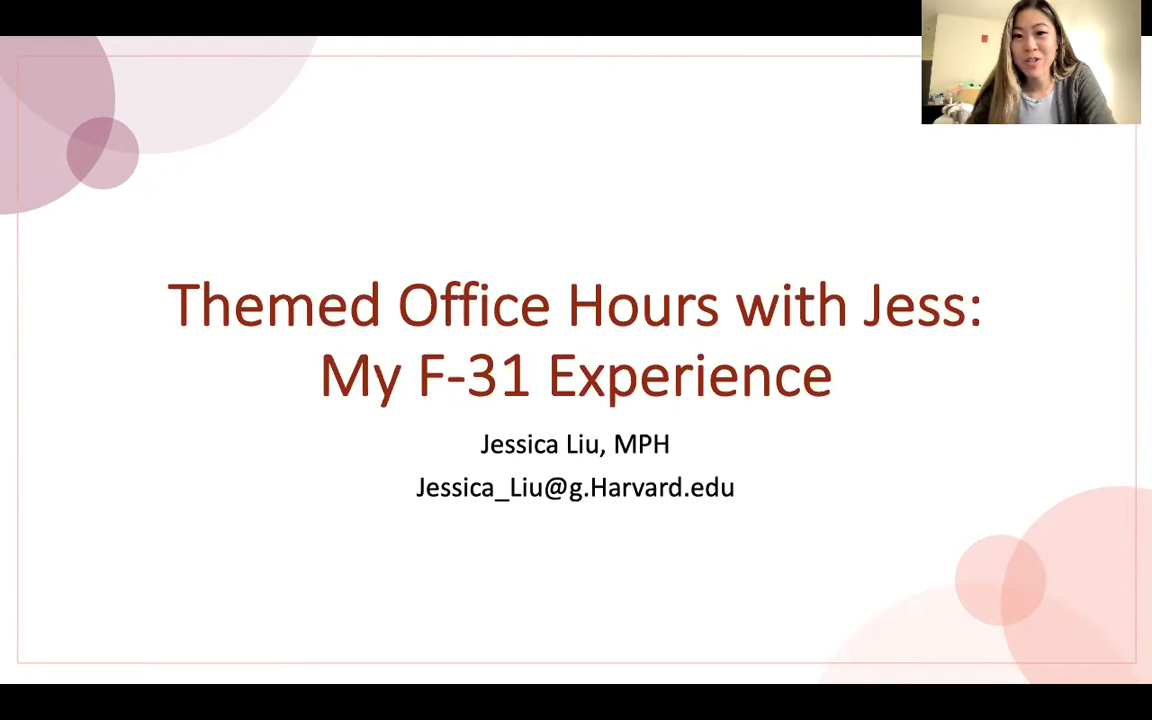 Themed Office Hours with Jess:
My F-31 Experience
Jessica Liu, MPH
Jessica_Liu@g.Harvard.edu